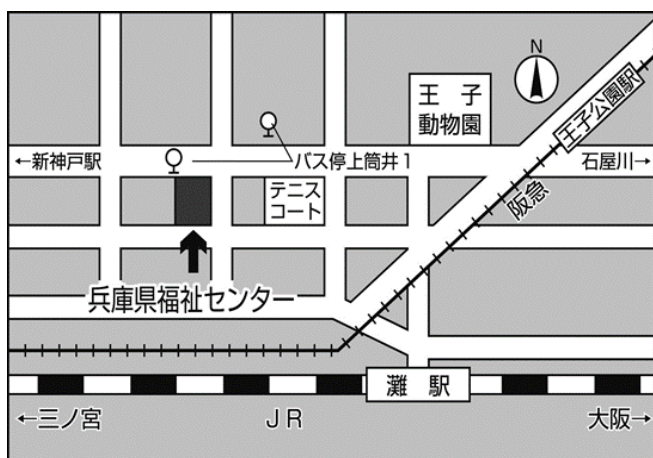 N
王子
動物園
王子公園駅
←新神戸駅
バス停上筒井1
石屋川→
テニス
コート
阪急
兵庫県福祉センター
灘駅
←三ノ宮
JR
大阪→